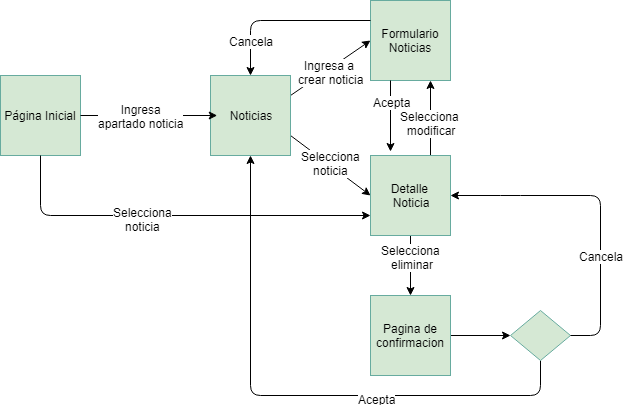 Formulario
Noticias
Cancela
Ingresa a
crear noticia
Página Inicial
Ingresa
apartado noticia
Noticias
Acepta
Selecciona
modificar
Selecciona
noticia
Detalle
Noticia
Selecciona
noticia
Selecciona
eliminar
Cancela
Pagina de
confirmacion
Acepta